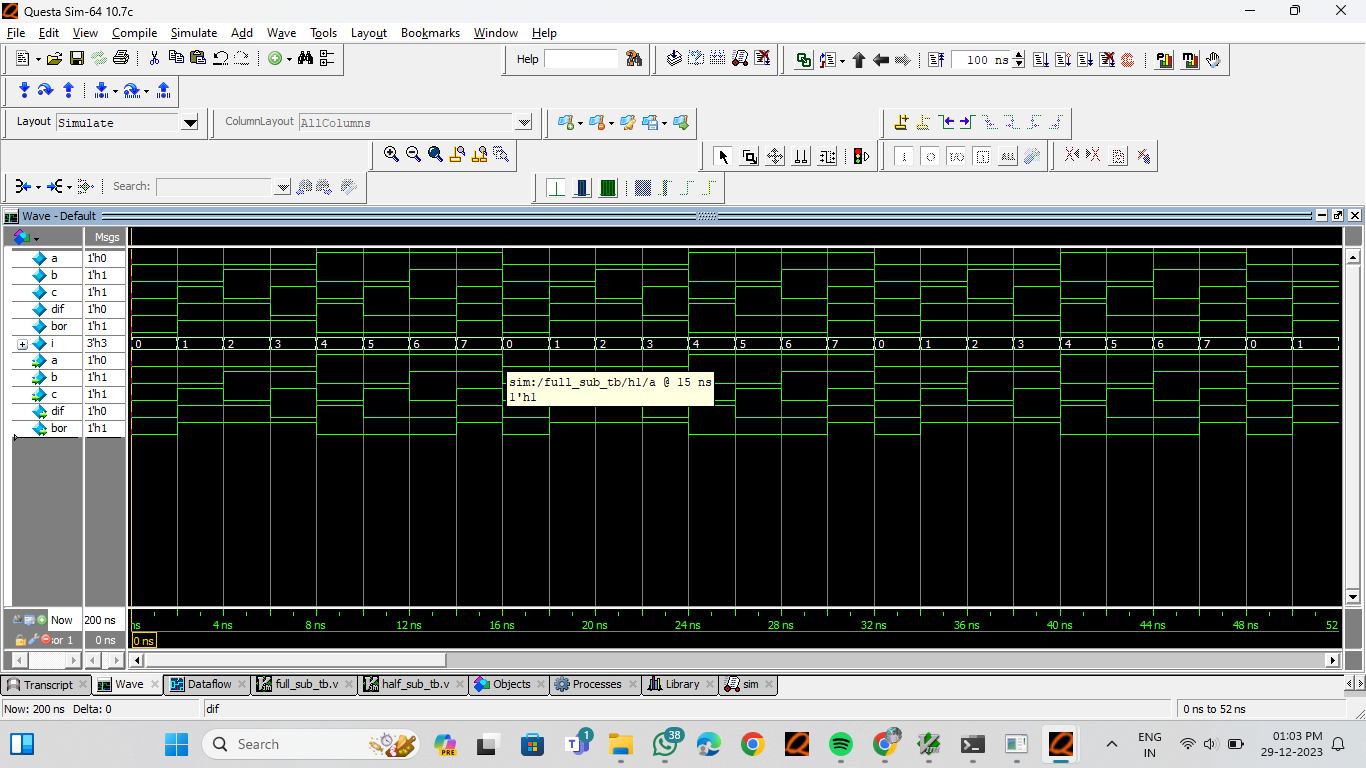 Questa Sim-64 10.7c
File Edit View Compile Simulate Add Wave Tools Layout Bookmarks Window Help
Help
100 ns
Layout Simulate
ColumnLayout AllColumns
Search:
Wave - Default
Msgs
a 1'h0
b 1'h1
c 1'h1
dif 1'h0
bor 1'h1
i 3'h3 0 1 2 3 4 5 6 7 0 1 2 3 4 5 6 7 0 1 2 3 4 5 6 7 0 1
a 1'h0
b 1'h1
c 1'h1
dif 1'h0
bor 1'h1
sim:/full_sub_tb/h1/a @ 15 ns
1'h1
Now 200 ns ns 4 ns 8 ns 12 ns 16 ns 20 ns 24 ns 28 ns 32 ns 36 ns 40 ns 44 ns 48 ns 52
sor 1 0 ns 0 ns
Transcript Wave Dataflow full_sub_tb.v half_sub_tb.v Objects Processes Library sim
Now: 200 ns Delta: 0 dif 0 ns to 52 ns
Search PRE 1 38 ENG 01:03 PM
IN 29-12-2023